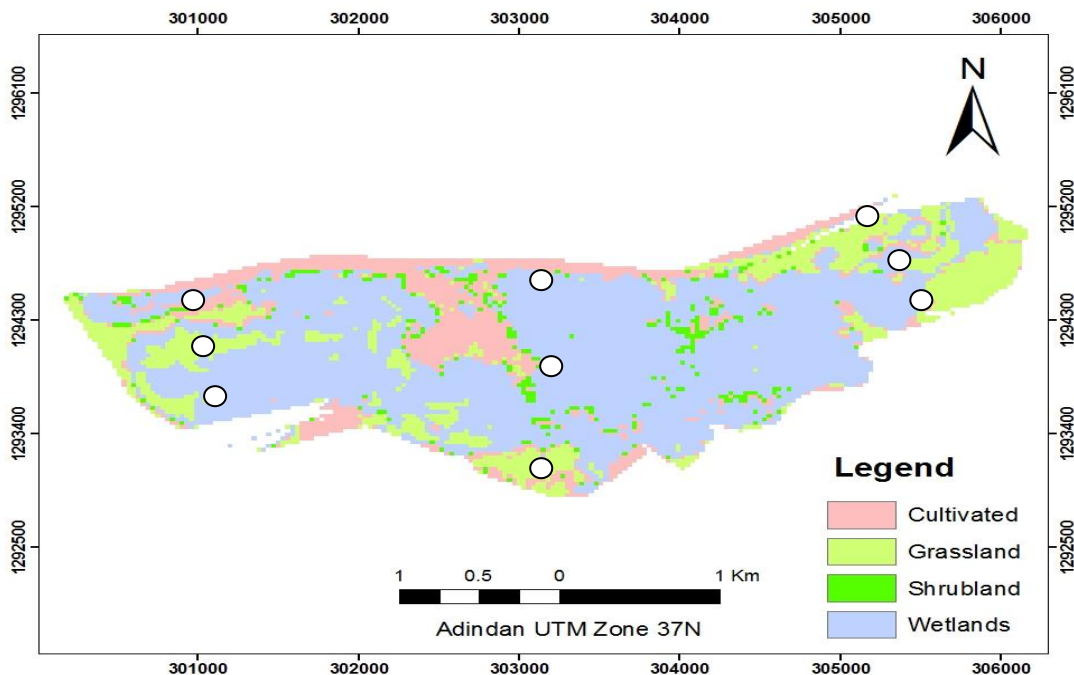 301000 302000 303000 304000 305000 306000
N
1296100 1296100
1295200 1295200
1294300 1294300
1293400 1293400
Legend
Cultivated
1292500 1292500
Grassland
1 0.5 0 1 Km
Shrubland
Adindan UTM Zone 37N
Wetlands
301000 302000 303000 304000 305000 306000